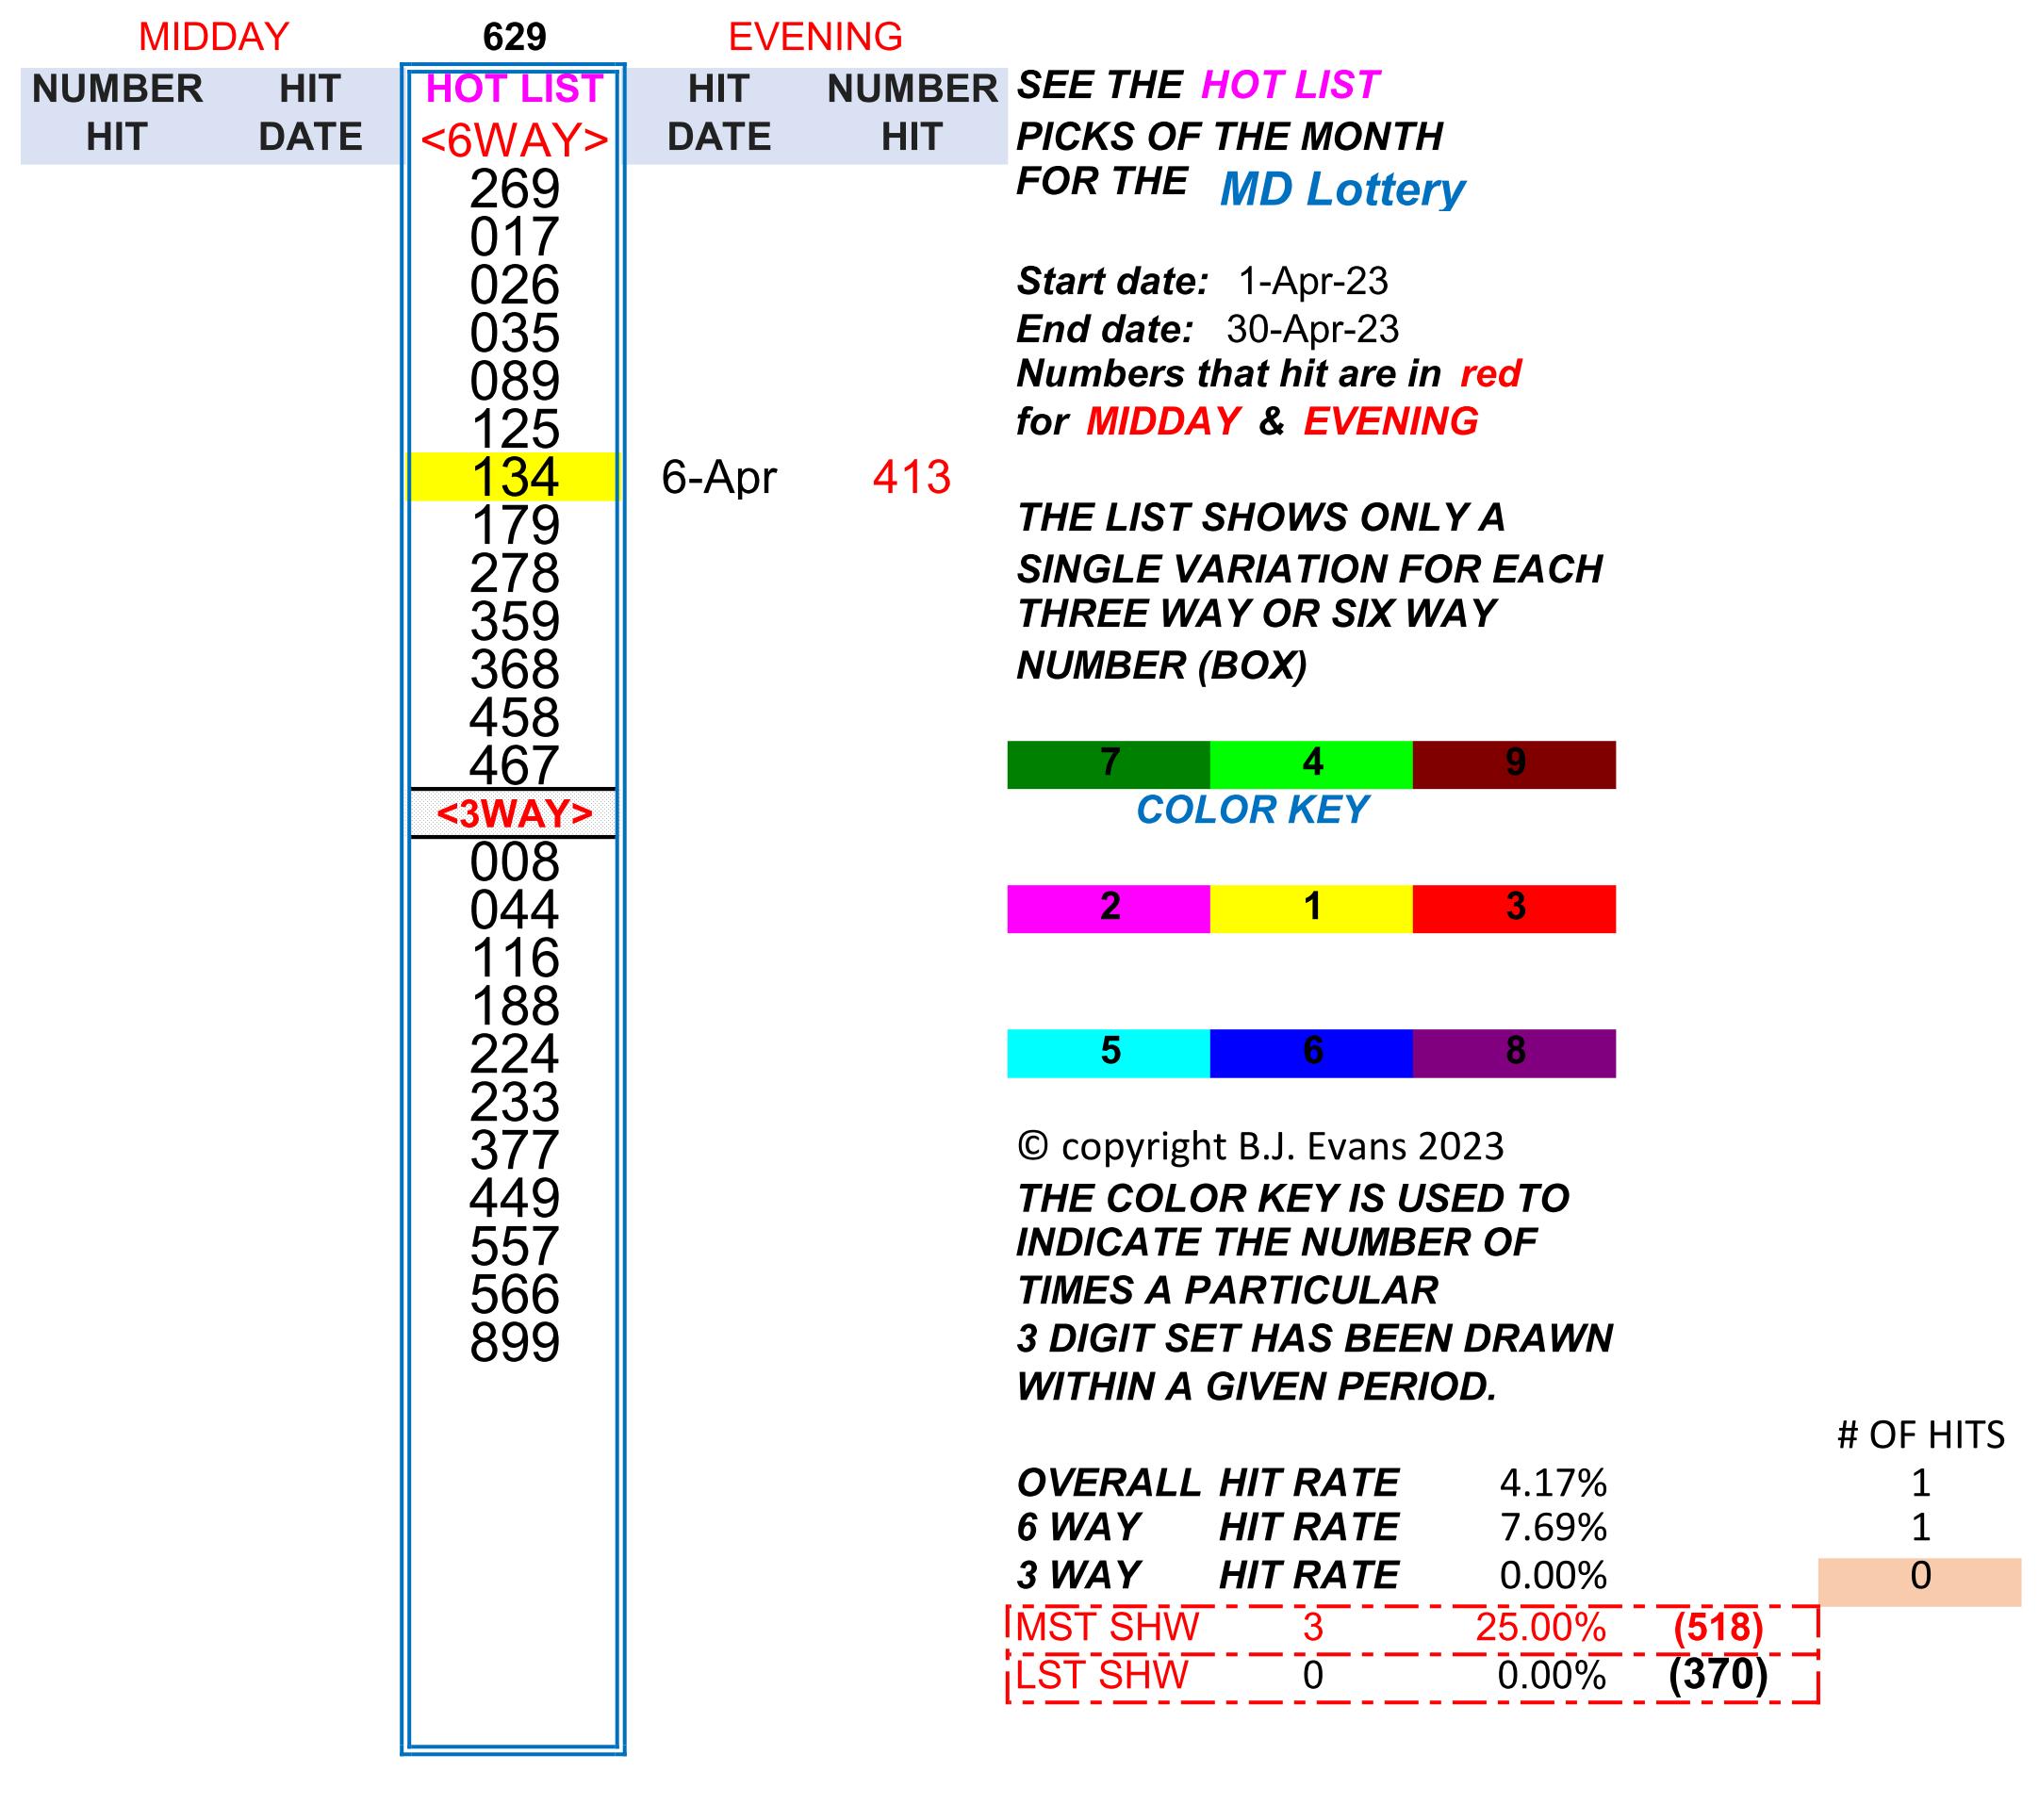 MIDDAY 629 EVENING
NUMBER HIT HOT LIST HIT NUMBER
HIT DATE <6WAY> DATE HIT
269
017
026
035
089
125
134 6-Apr 413
179
278
359
368
458
467
<3WAY>
008
044
116
188
224
233
377
449
557
566
899
SEE THE HOT LIST
PICKS OF THE MONTH
FOR THE MD Lottery
Start date: 1-Apr-23
End date: 30-Apr-23
Numbers that hit are in red
for MIDDAY & EVENING
THE LIST SHOWS ONLY A
SINGLE VARIATION FOR EACH
THREE WAY OR SIX WAY
NUMBER (BOX)
7 4 9
COLOR KEY
2 1 3
5 6 8
© copyright B.J. Evans 2023
THE COLOR KEY IS USED TO
INDICATE THE NUMBER OF
TIMES A PARTICULAR
3 DIGIT SET HAS BEEN DRAWN
WITHIN A GIVEN PERIOD.
# OF HITS
OVERALL HIT RATE 4.17% 1
6 WAY HIT RATE 7.69% 1
3 WAY HIT RATE 0.00% 0
MST SHW 3 25.00% (518)
LST SHW 0 0.00% (370)